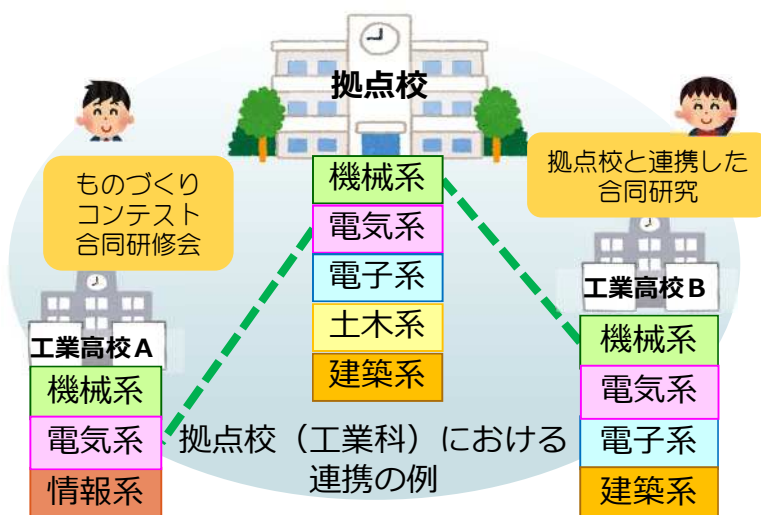 拠点校
機械系
電気系
電子系
土木系
建築系
ものづくり
コンテスト
合同研修会
拠点校と連携した
合同研究
工業高校A
機械系
電気系
情報系
工業高校B
機械系
電気系
電子系
建築系
拠点校（工業科）における
連携の例